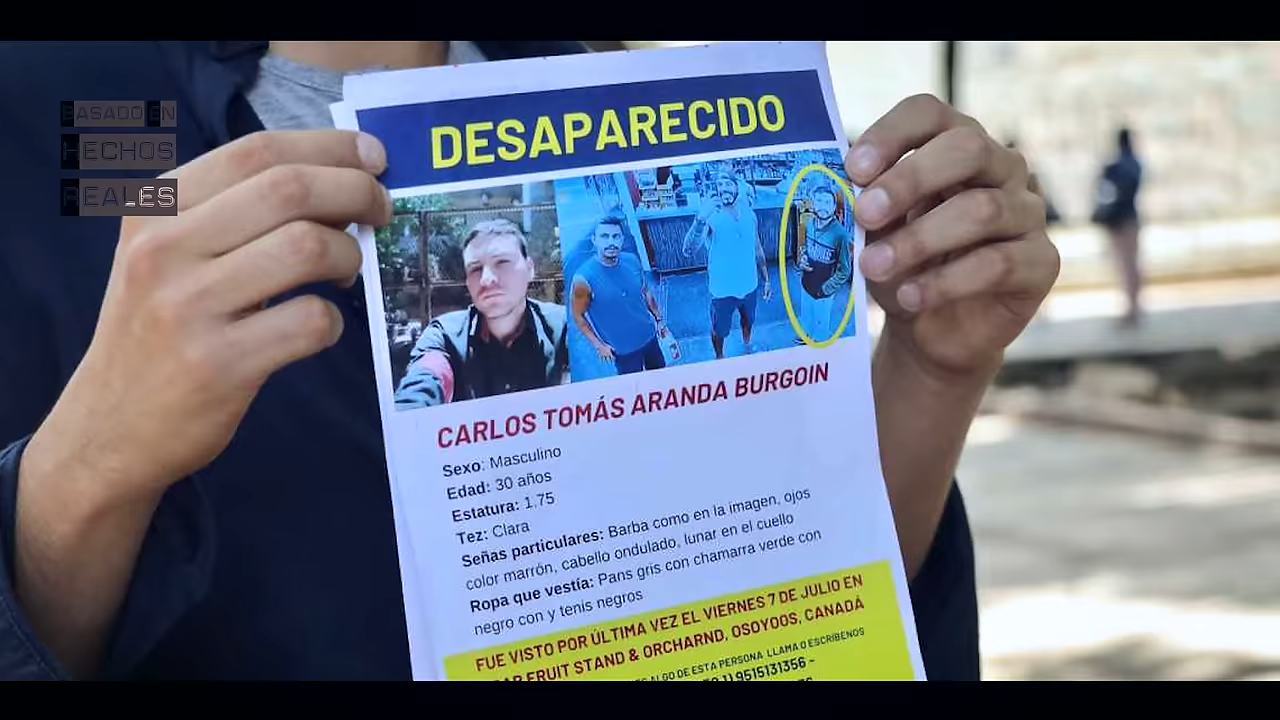 BASADO EN
HECHOS
REALES
DESAPARECIDO
CARLOS TOMÁS ARANDA BURGOIN
Sexo: Masculino
Edad: 30 años
Estatura: 1.75
Tez: Clara
Señas particulares: Barba como en la imagen, ojos
color marrón, cabello ondulado, lunar en el cuello
Ropa que vestía: Pans gris con chamarra verde con
negro con y tenis negros
FUE VISTO POR ÚLTIMA VEZ EL VIERNES 7 DE JULIO EN
FRUIT STAND & ORCHARND, OSOYOOS, CANADÁ
ALGO DE ESTA PERSONA LLAMA O ESCRÍBENOS
9515131356 -